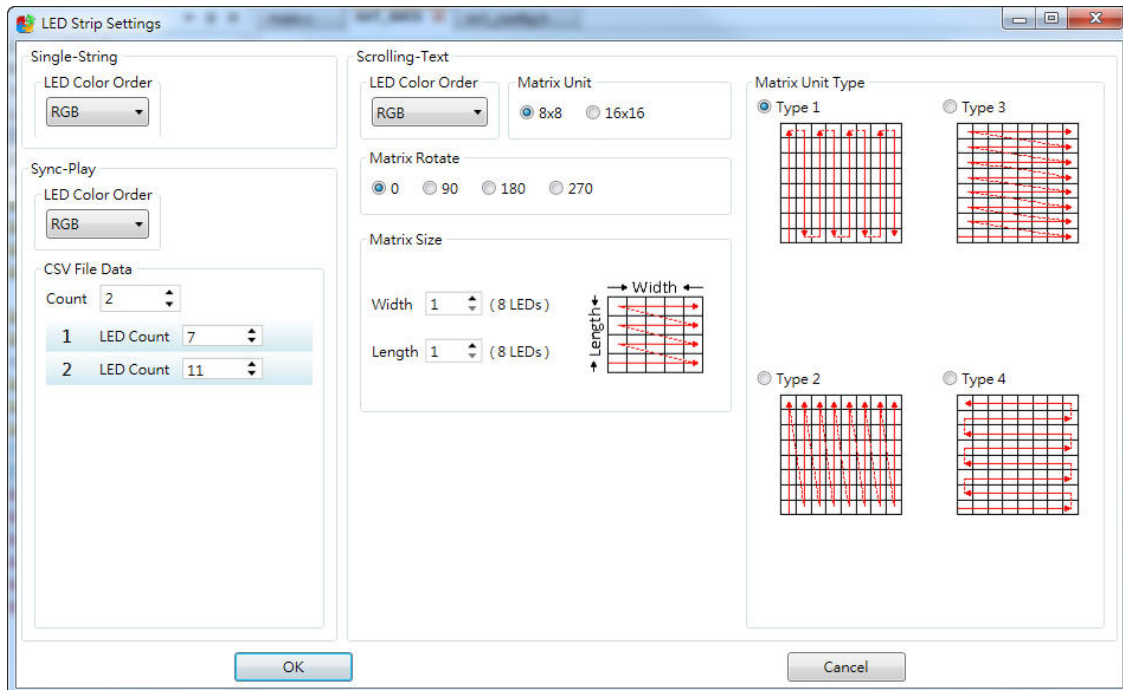 LED Strip Settings
Single-String
LED Color Order
RGB
Sync-Play
LED Color Order
RGB
CSV File Data
Count 2
1 LED Count 7
2 LED Count 11
Scrolling-Text
LED Color Order
RGB
Matrix Unit
8x8 16x16
Matrix Rotate
0 90 180 270
Matrix Size
Width 1 ( 8 LEDs )
Length 1 ( 8 LEDs )
Width
Length
Matrix Unit Type
Type 1
Type 3
Type 2
Type 4
OK
Cancel